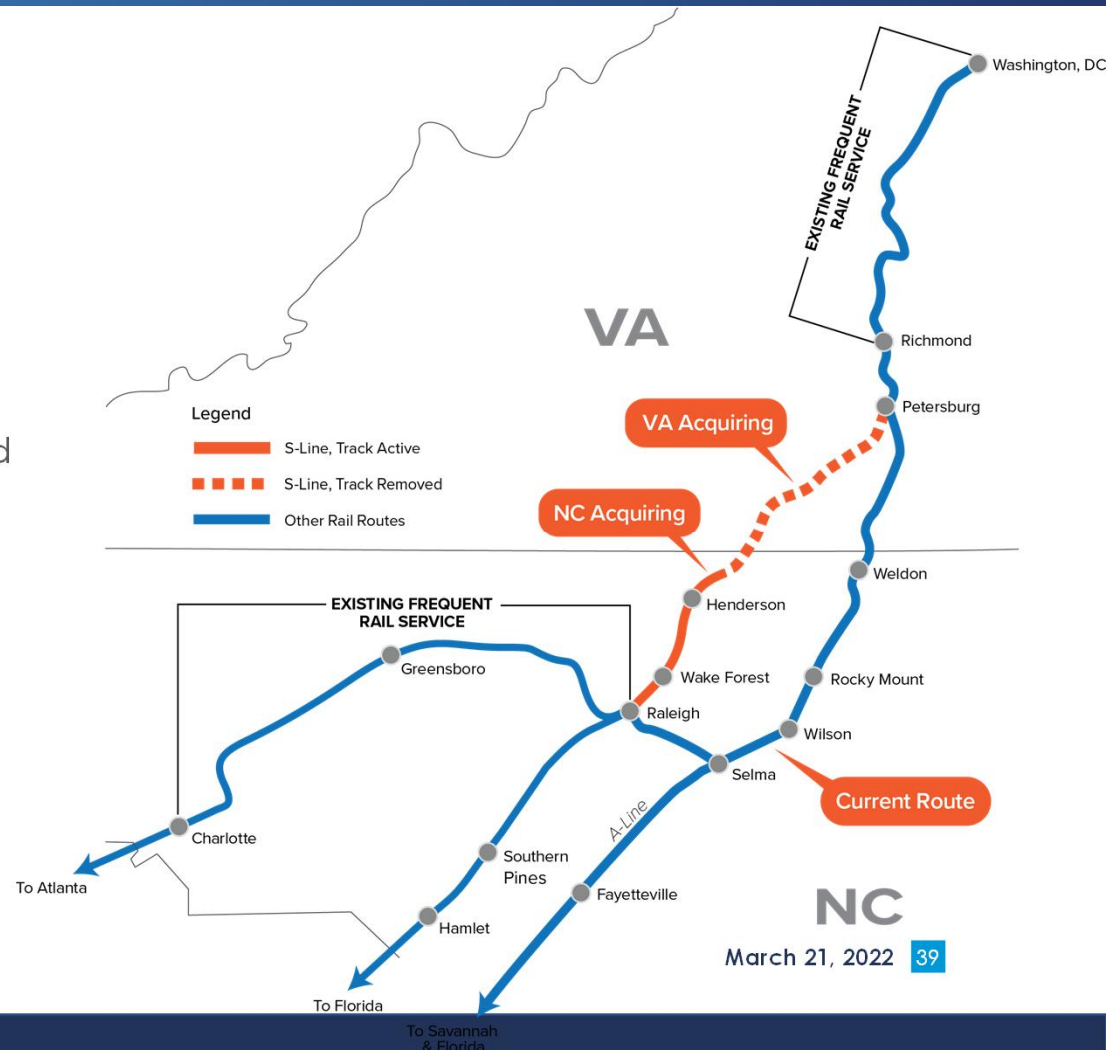 Washington, DC
EXISTING FREQUENT
RAIL SERVICE
VA
Richmond
Legend
VA Acquiring
Petersburg
d
S-Line, Track Active
S-Line, Track Removed
NC Acquiring
Other Rail Routes
Weldon
EXISTING FREQUENT
RAIL SERVICE
Henderson
Greensboro
Wake Forest
Rocky Mount
Raleigh
Wilson
Selma
Current Route
A-Line
Charlotte
Southern
Pines
To Atlanta
Fayetteville
NC
Hamlet
March 21, 2022 39
To Florida
To Savannah
& Florida